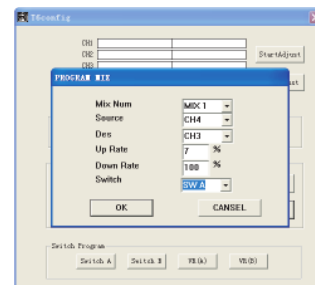 T6config
CH1
CH2
CH3
StartAdjust
PROGRAM MIX
Mix Num MIX 1
Source CH4
Des CH3
Up Rate 7 %
Down Rate 100 %
Switch SW A
OK CANSEL
Switch Program
Switch A Switch B VR(A) VR(B)